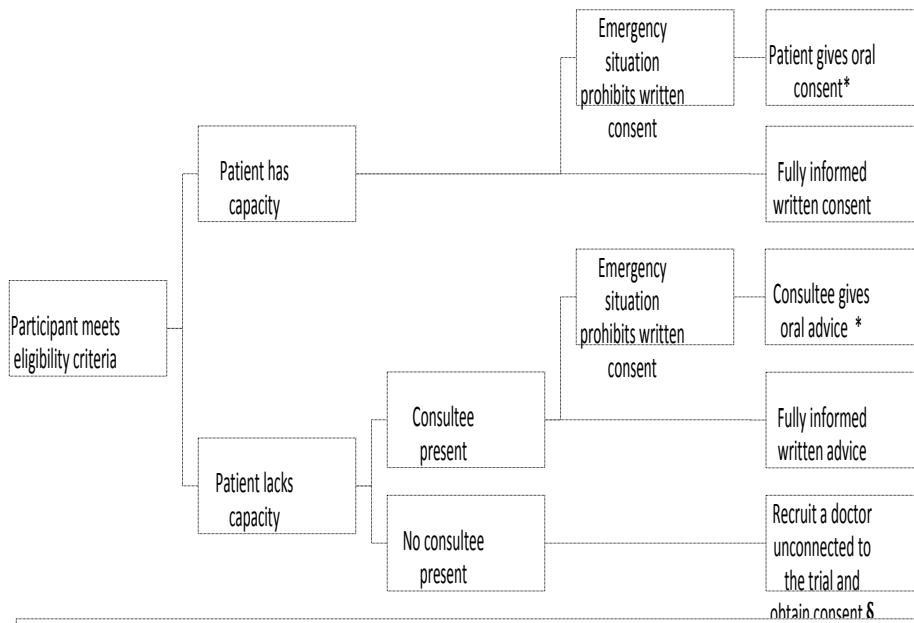 Emergency
situation
prohibits written
consent
Patient gives oral
consent*
Patient has
capacity
Fully informed
written consent
Participant meets
eligibility criteria
Emergency
situation
prohibits written
consent
Consultee gives
oral advice *
Consultee
present
Fully informed
written advice
Patient lacks
capacity
No consultee
present
Recruit a doctor
unconnected to
the trial and
obtain consent §